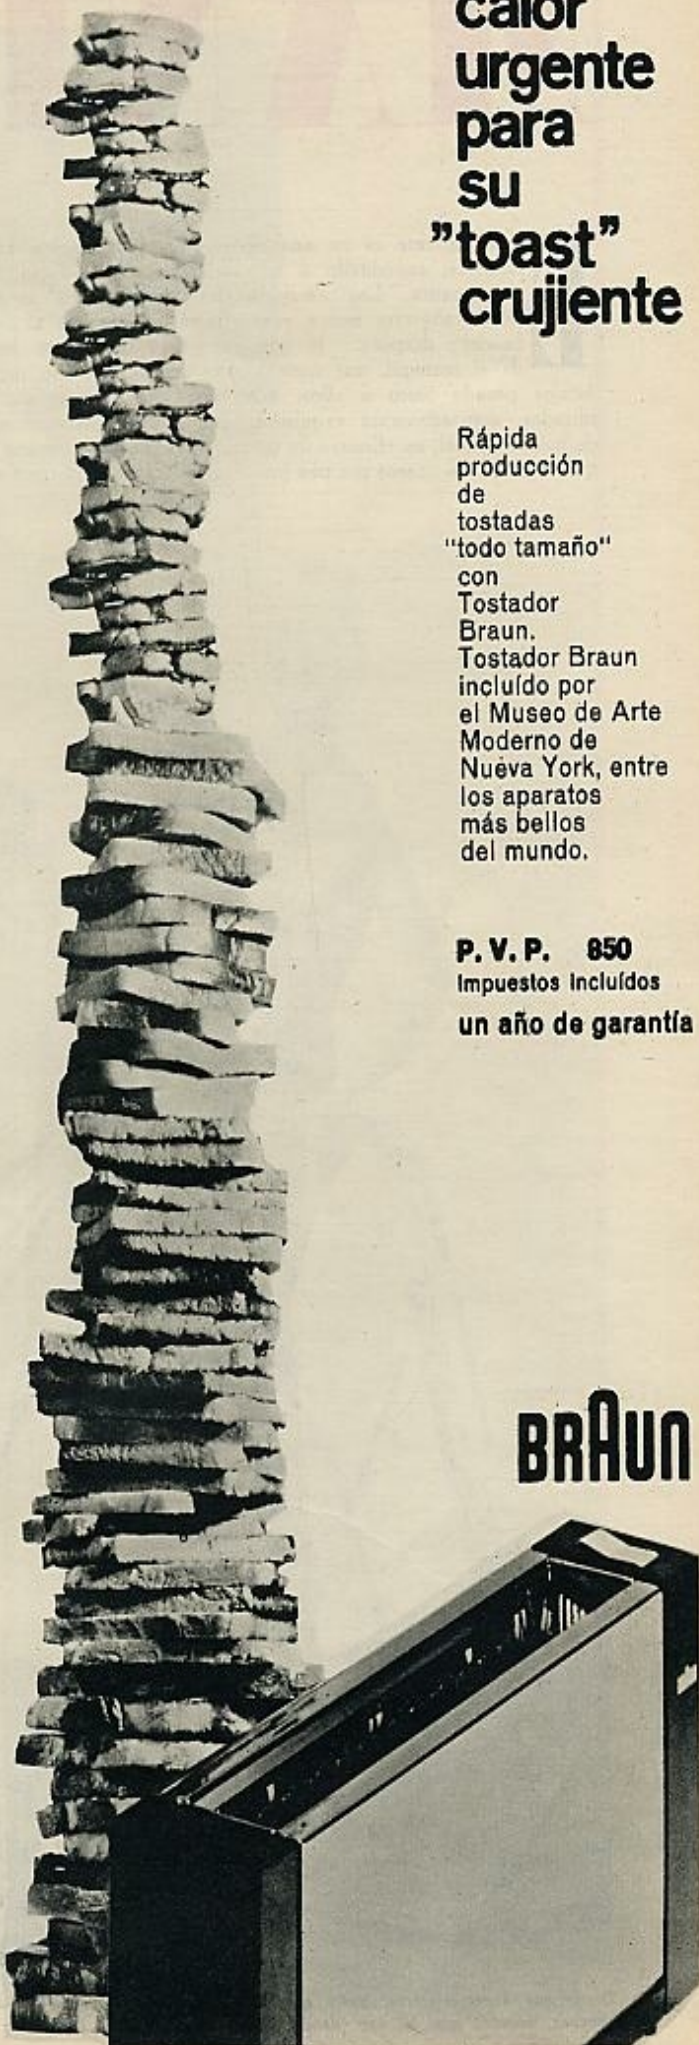 calor
urgente
para
su
”toast”
crujiente
Rápida
producción
de
tostadas
"todo tamaño"
con
Tostador
Braun.
Tostador Braun
incluído por
el Museo de Arte
Moderno de
Nueva York, entre
los aparatos
más bellos
del mundo.
P. V. P. 850
Impuestos incluídos
un año de garantía
BRAUN